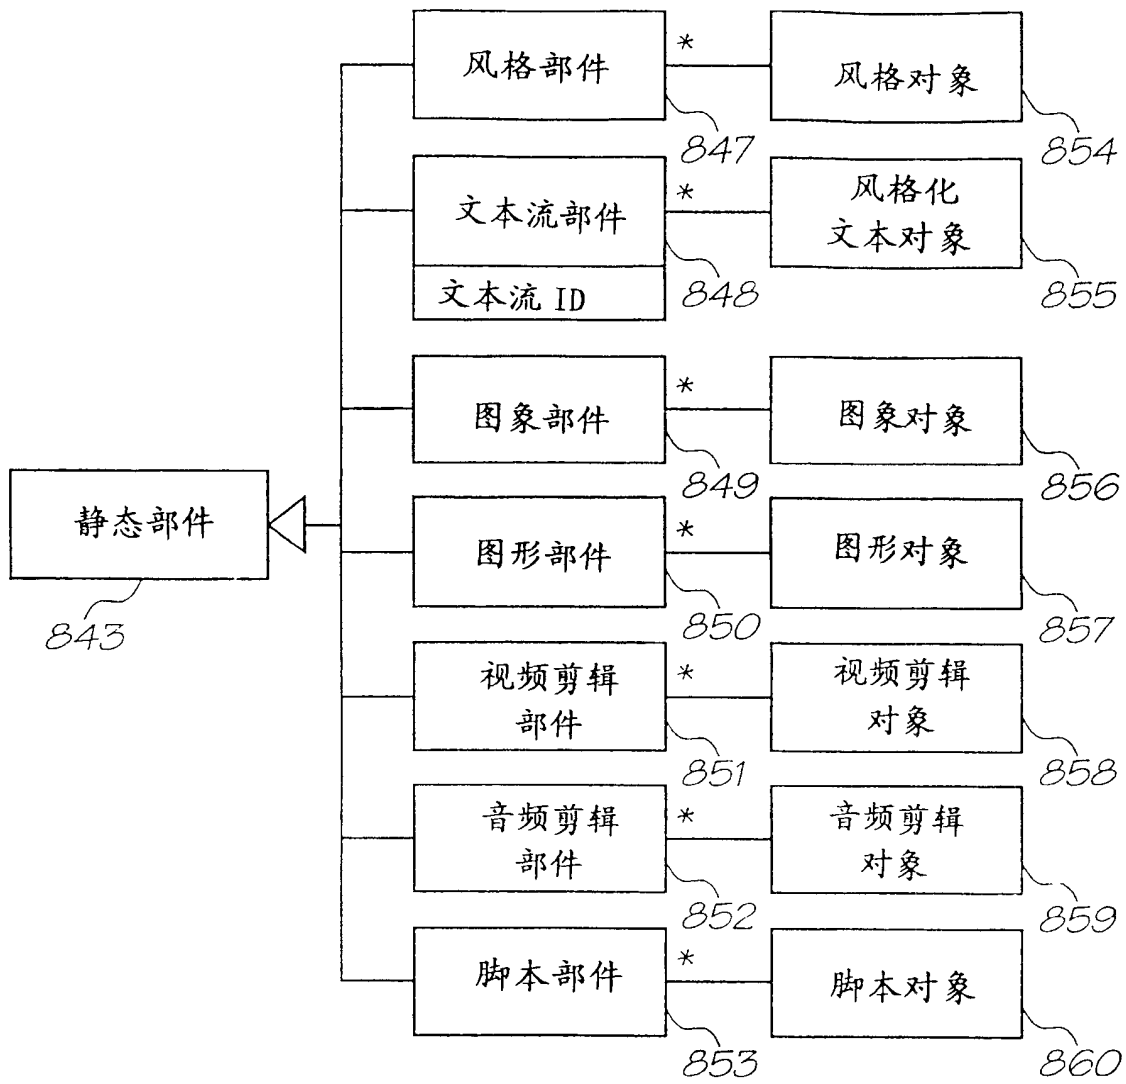 风格部件
*
风格对象
847
854
文本流部件
*
风格化
文本对象
848
855
文本流 ID
图象部件
*
图象对象
849
856
静态部件
843
图形部件
*
图形对象
850
857
视频剪辑
部件
*
视频剪辑
对象
851
858
音频剪辑
部件
*
音频剪辑
对象
852
859
脚本部件
*
脚本对象
853
860